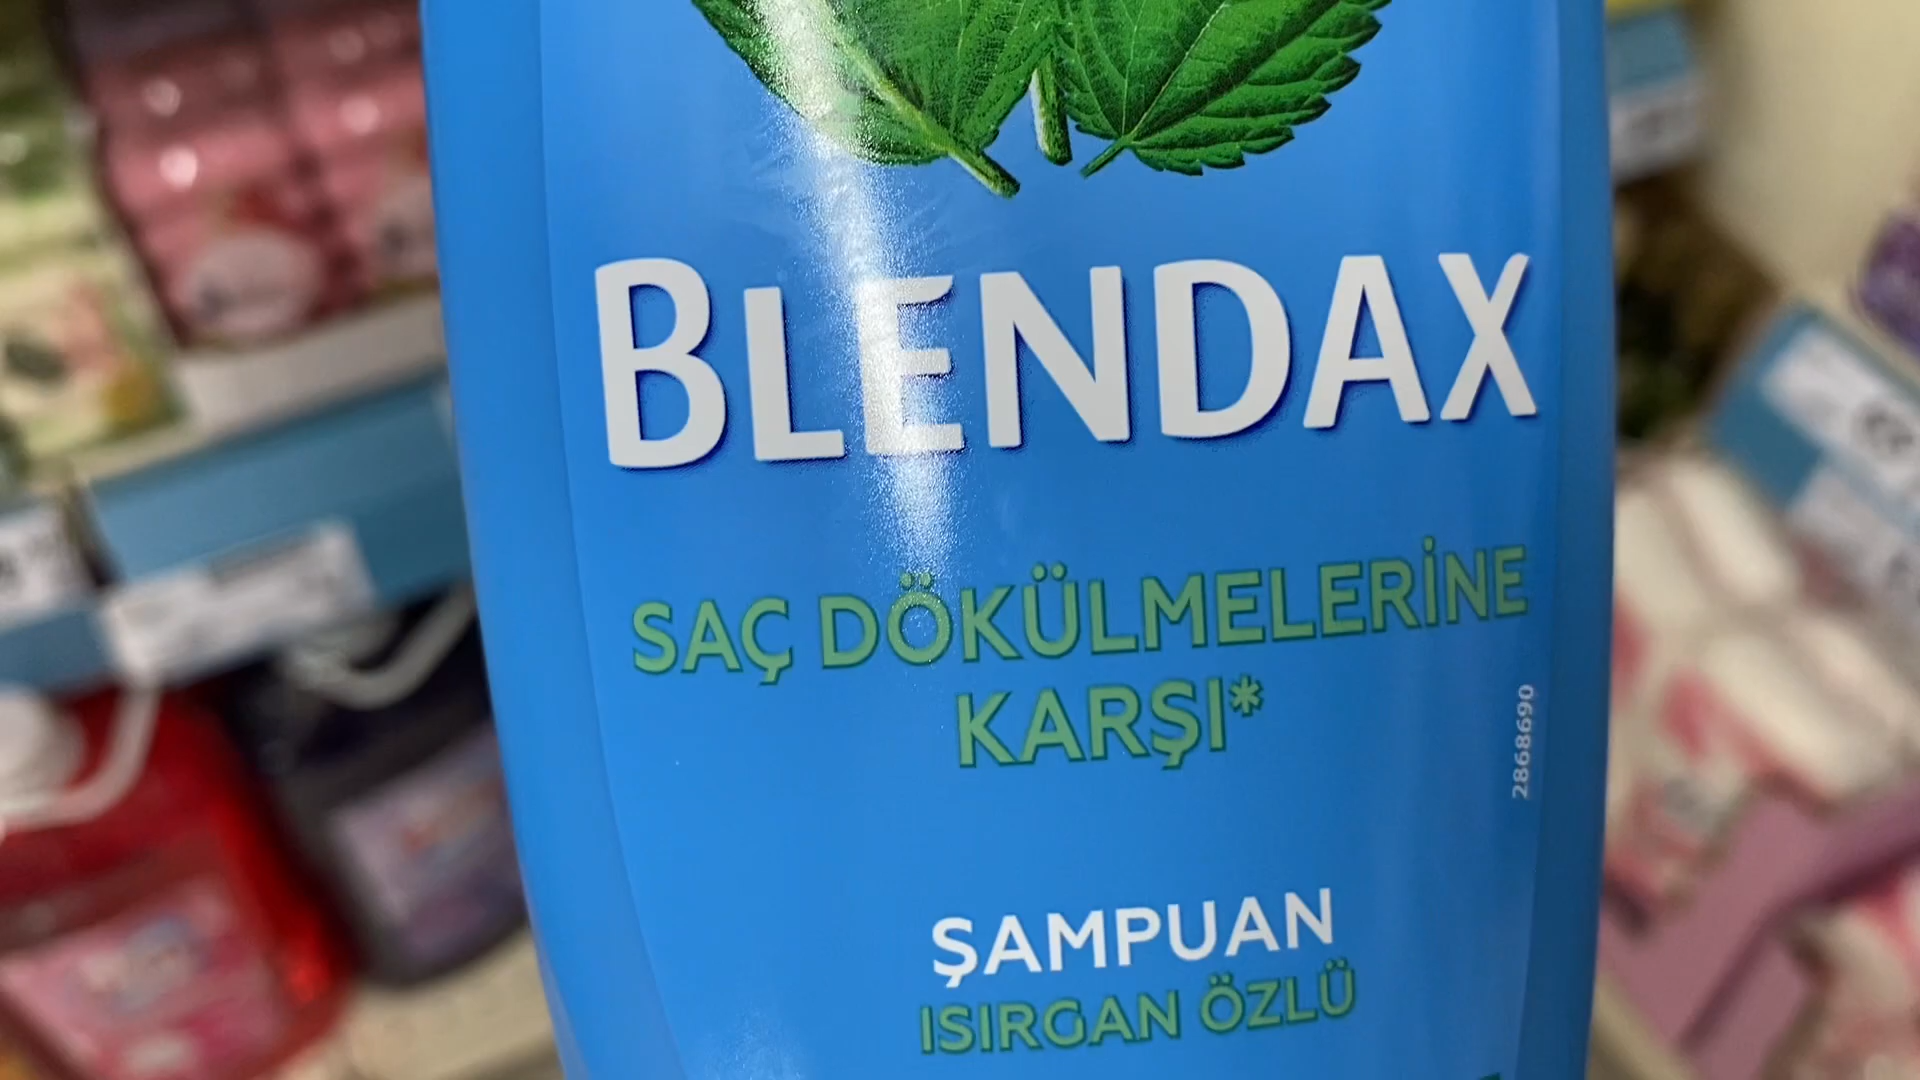 BLENDAX
SAÇ DÖKÜLMELERİNE
KARŞI*
2868690
ŞAMPUAN
ISIRGAN ÖZLÜ